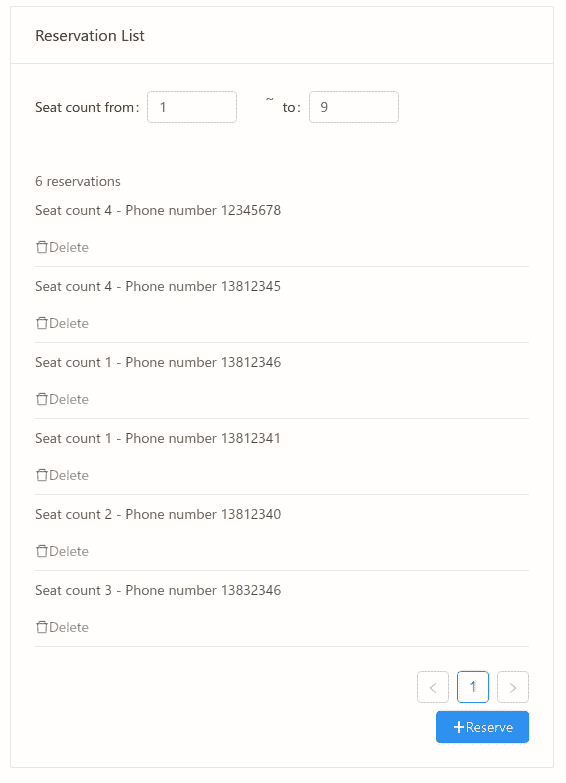 Reservation List
Seat count from: 1 ~ to: 9
6 reservations
Seat count 4 - Phone number 12345678
Delete
Seat count 4 - Phone number 13812345
Delete
Seat count 1 - Phone number 13812346
Delete
Seat count 1 - Phone number 13812341
Delete
Seat count 2 - Phone number 13812340
Delete
Seat count 3 - Phone number 13832346
Delete
< 1 >
+Reserve